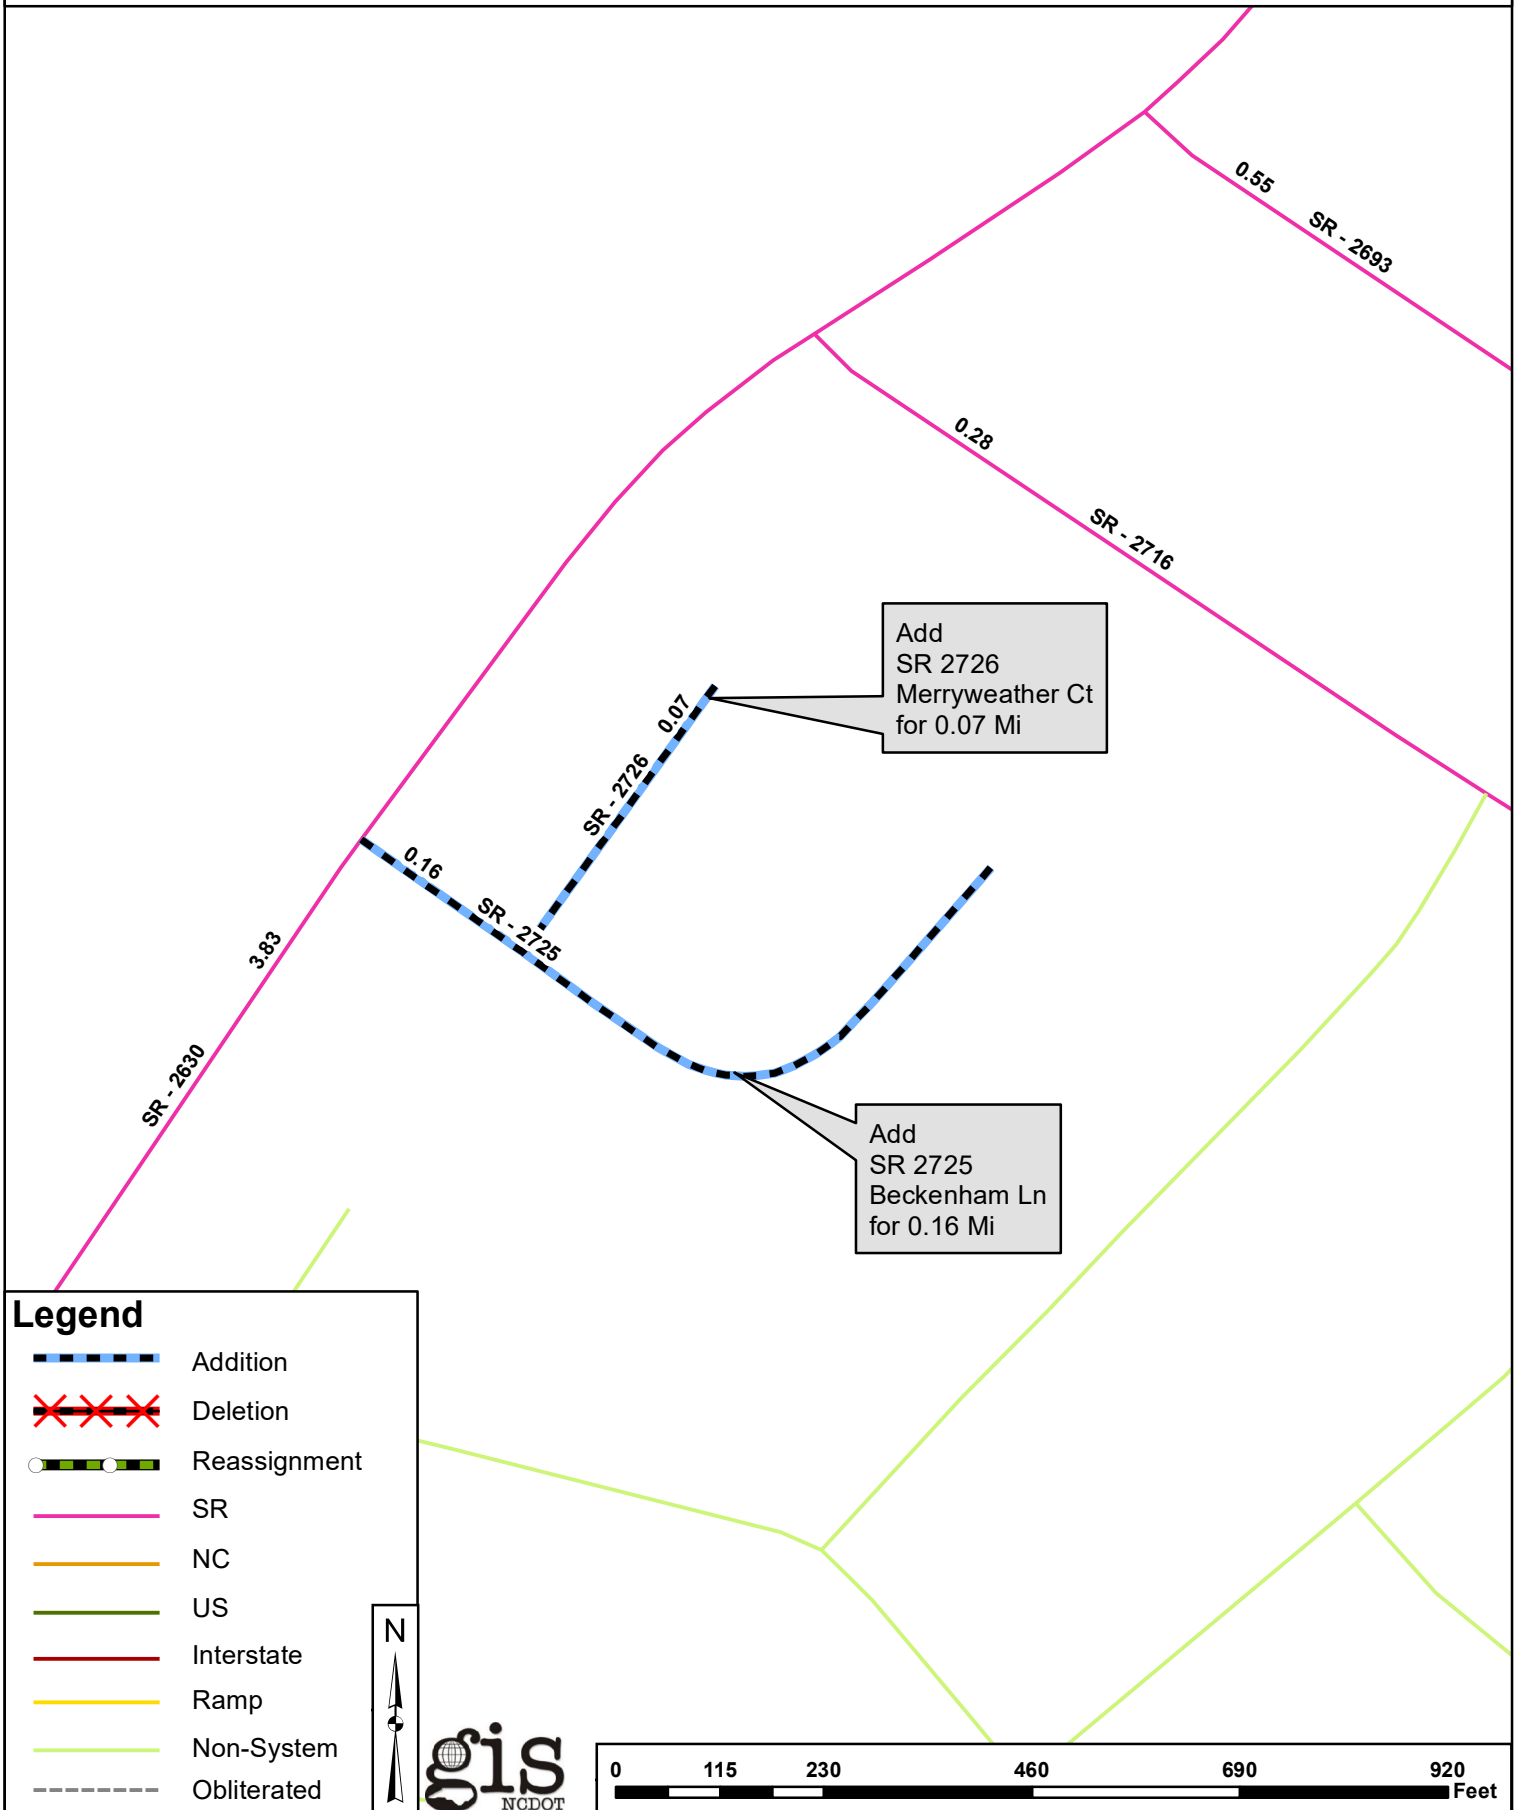 0.55
SR - 2693
0.28
SR - 2716
Add
SR 2726
Merryweather Ct
for 0.07 Mi
0.07
SR - 2726
0.16
SR - 2725
3.83
SR - 2630
Add
SR 2725
Beckenham Ln
for 0.16 Mi
Legend
Addition
Deletion
Reassignment
SR
NC
US
Interstate
Ramp
Non-System
Obliterated
N
gis
NCDOT
0 115 230 460 690 920
Feet